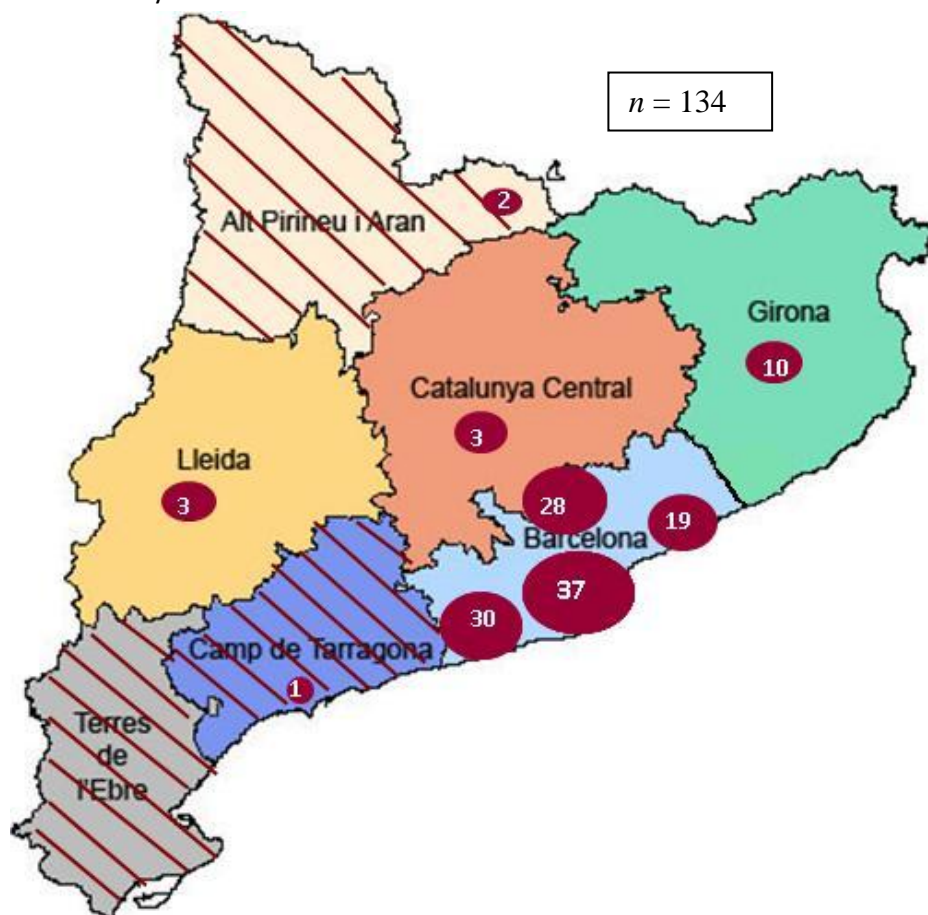 n = 134
2
Alt Pirineu i Aran
Girona
10
Catalunya Central
3
Lleida
3
28
19
Barcelona
37
30
Camp de Tarragona
1
Terres
de
l'Ebre